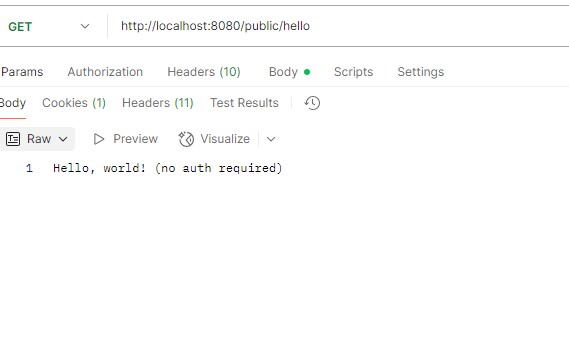 GET http://localhost:8080/public/hello
Params Authorization Headers (10) Body Scripts Settings
Body Cookies (1) Headers (11) Test Results
Raw Preview Visualize
1 Hello, world! (no auth required)